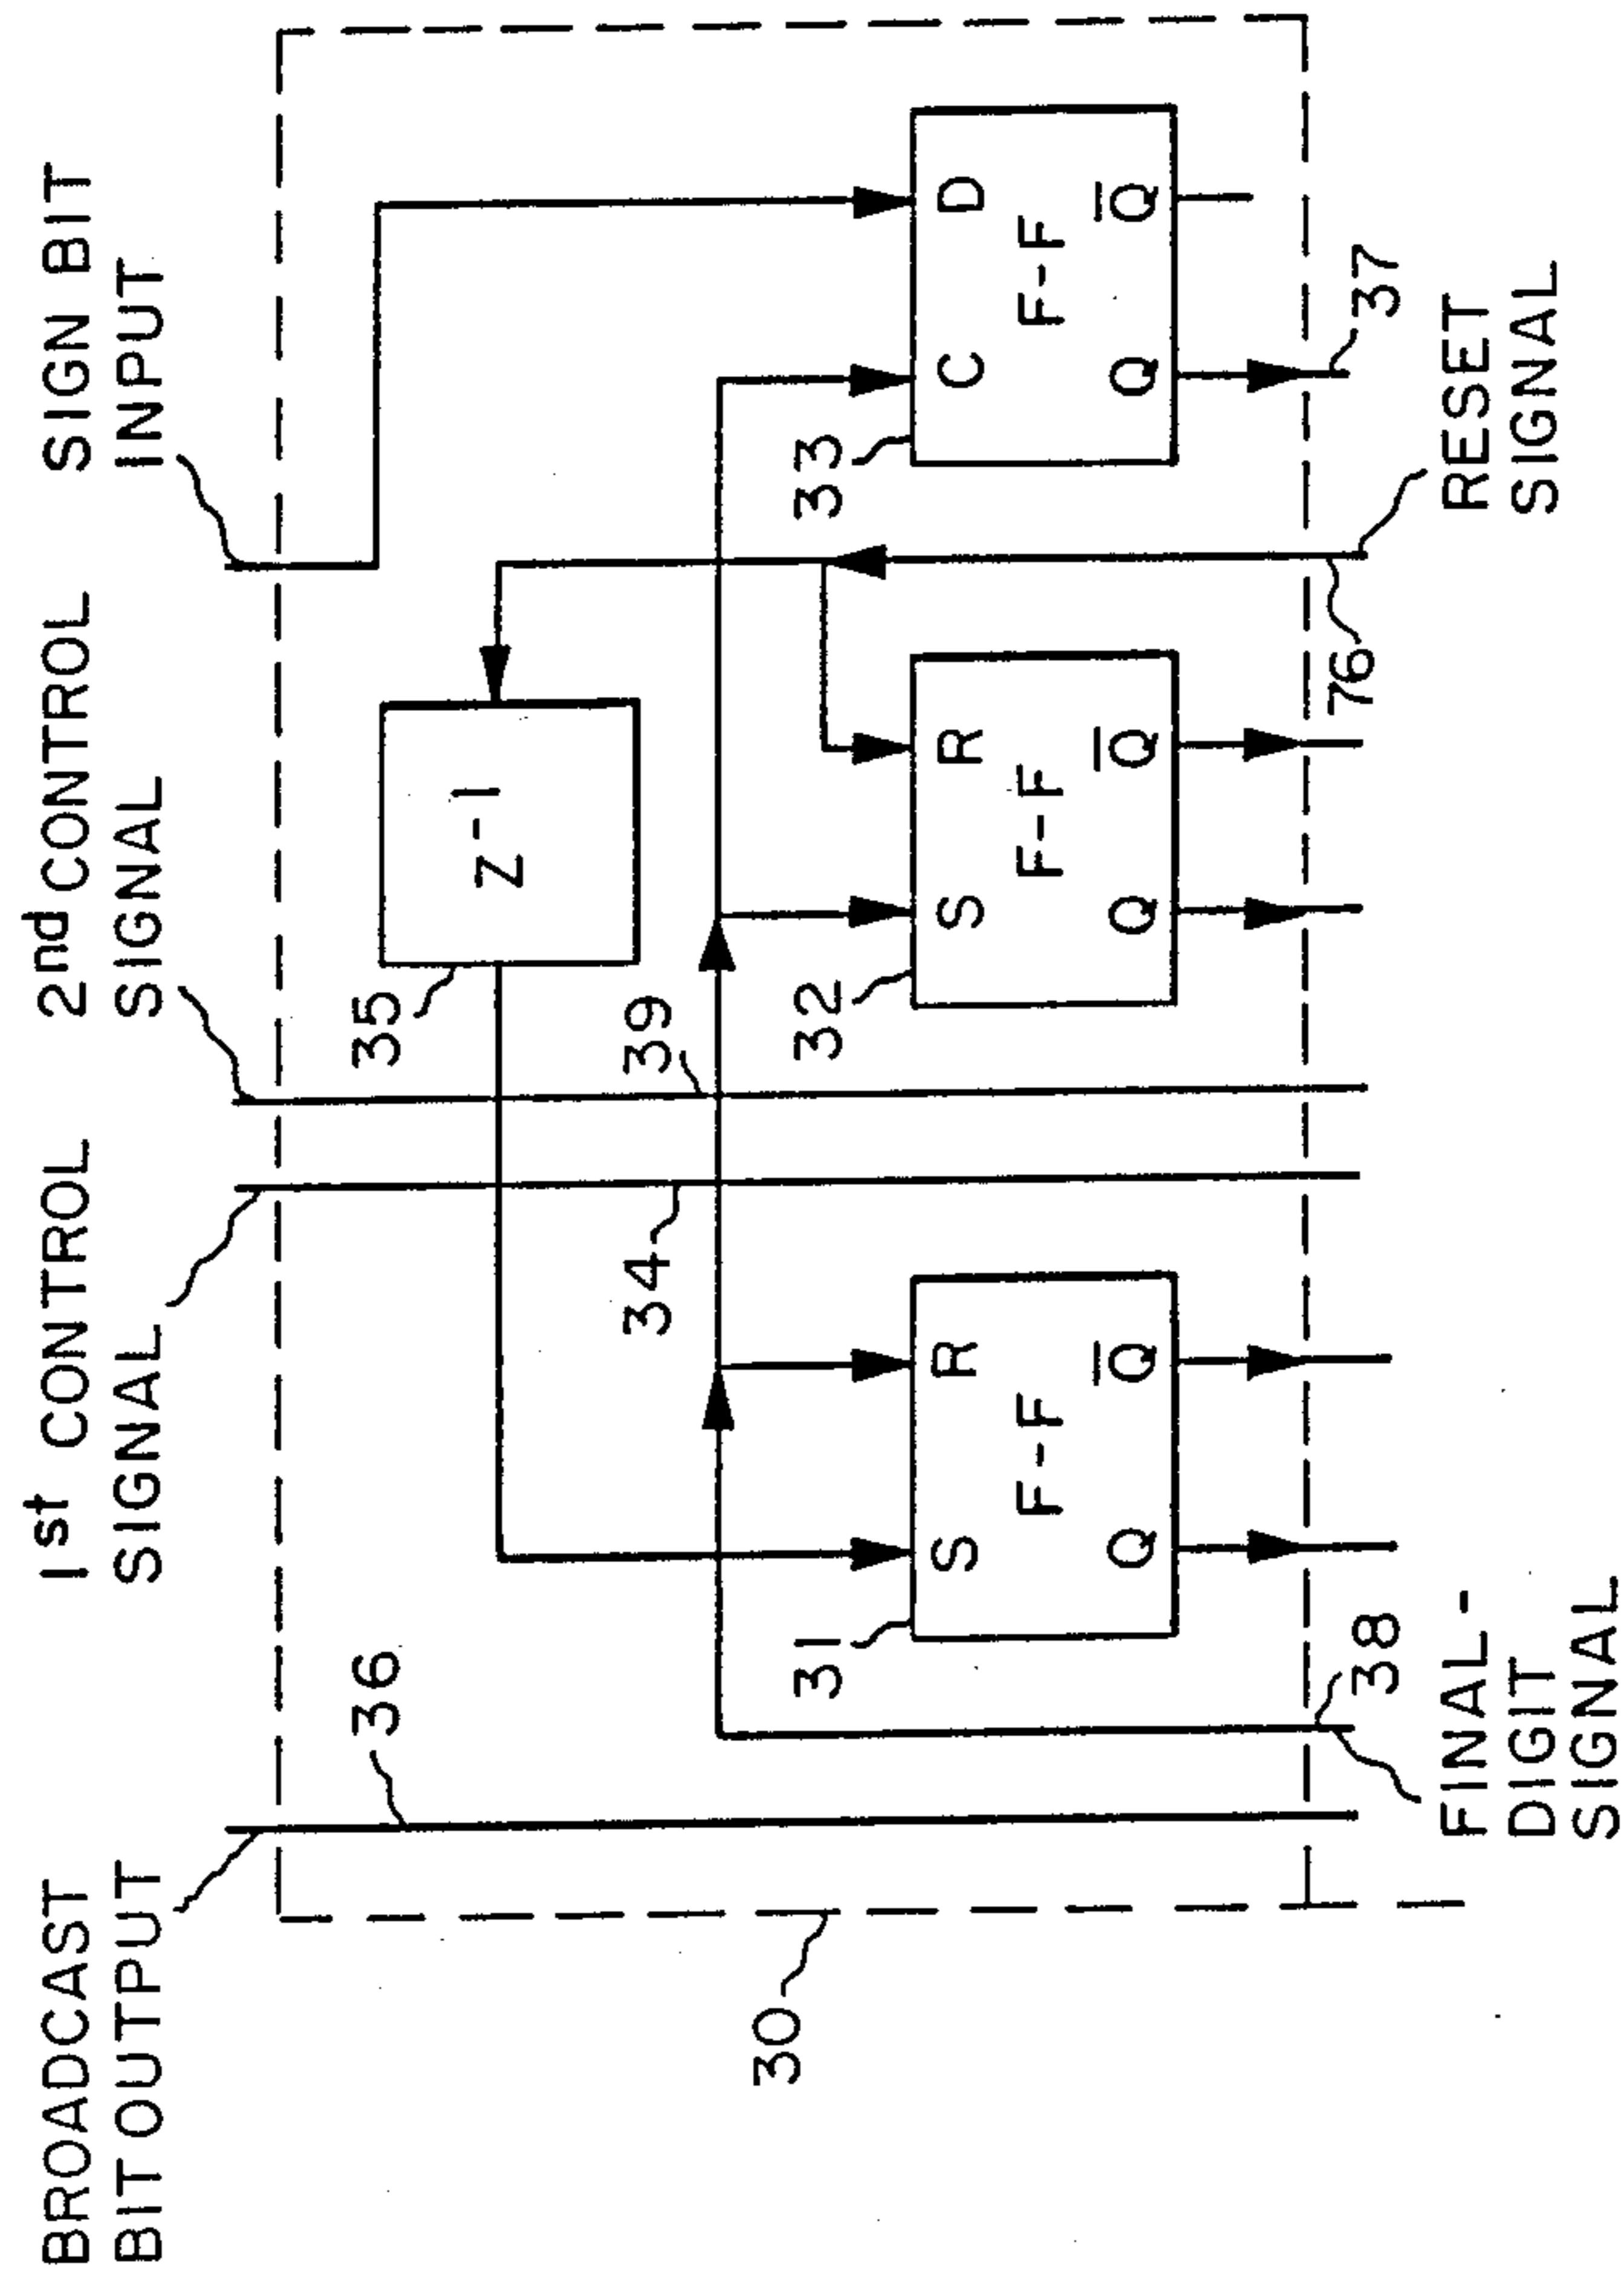 BROADCAST
BIT OUTPUT
1st CONTROL
SIGNAL
2nd CONTROL
SIGNAL
SIGN BIT
INPUT
36
35
Z-1
34
39
30
31
S
R
F-F
Q
Q̅
32
S
R
F-F
Q
Q̅
33
C
D
F-F
Q
Q̅
38
76
37
FINAL-
DIGIT
SIGNAL
RESET
SIGNAL